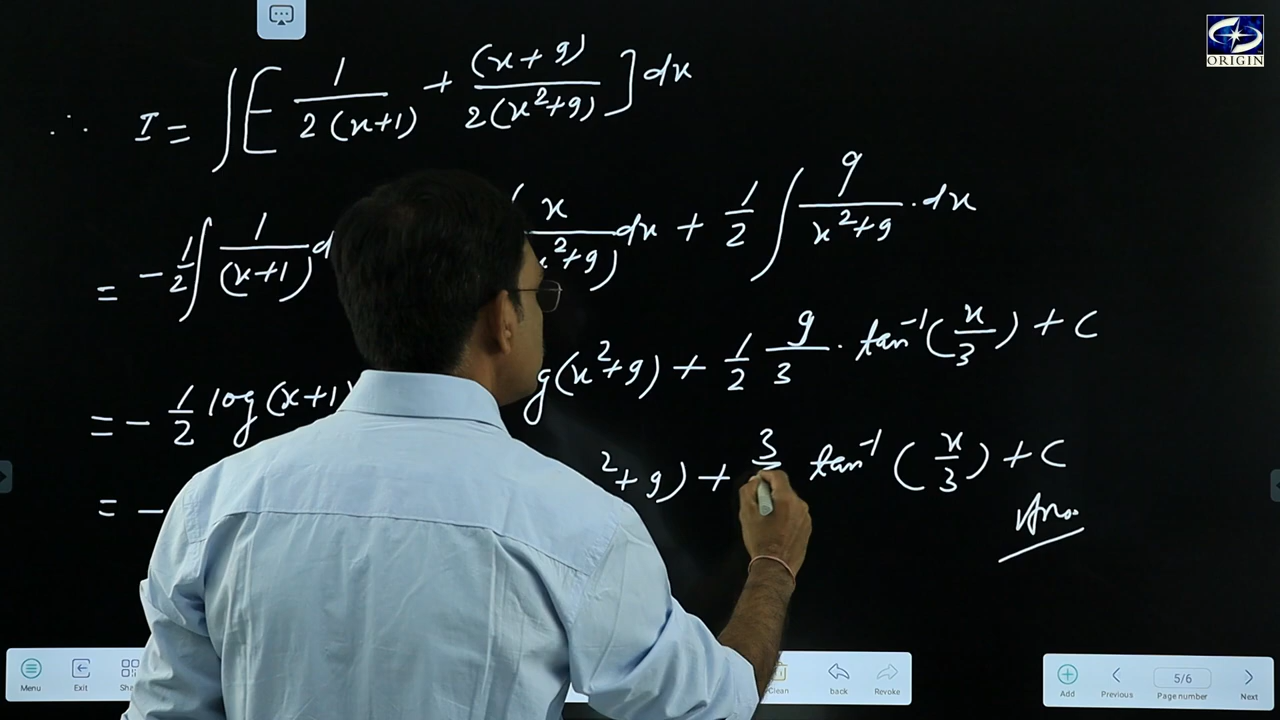 ORIGIN
∴ I = ∫[- 1/2(x+1) + (x+9)/2(x²+9)] dx
= -1/2 ∫ 1/(x+1) d x/x²+9) dx + 1/2 ∫ 9/x²+9 . dx
= - 1/2 log(x+1) g(x²+9) + 1/2 9/3 . tan⁻¹(x/3) + C
= - ²+9) + 3 tan⁻¹(x/3) + C
Ans.
Menu Exit Sha Clean back Revoke Add Previous 5/6 Page number Next